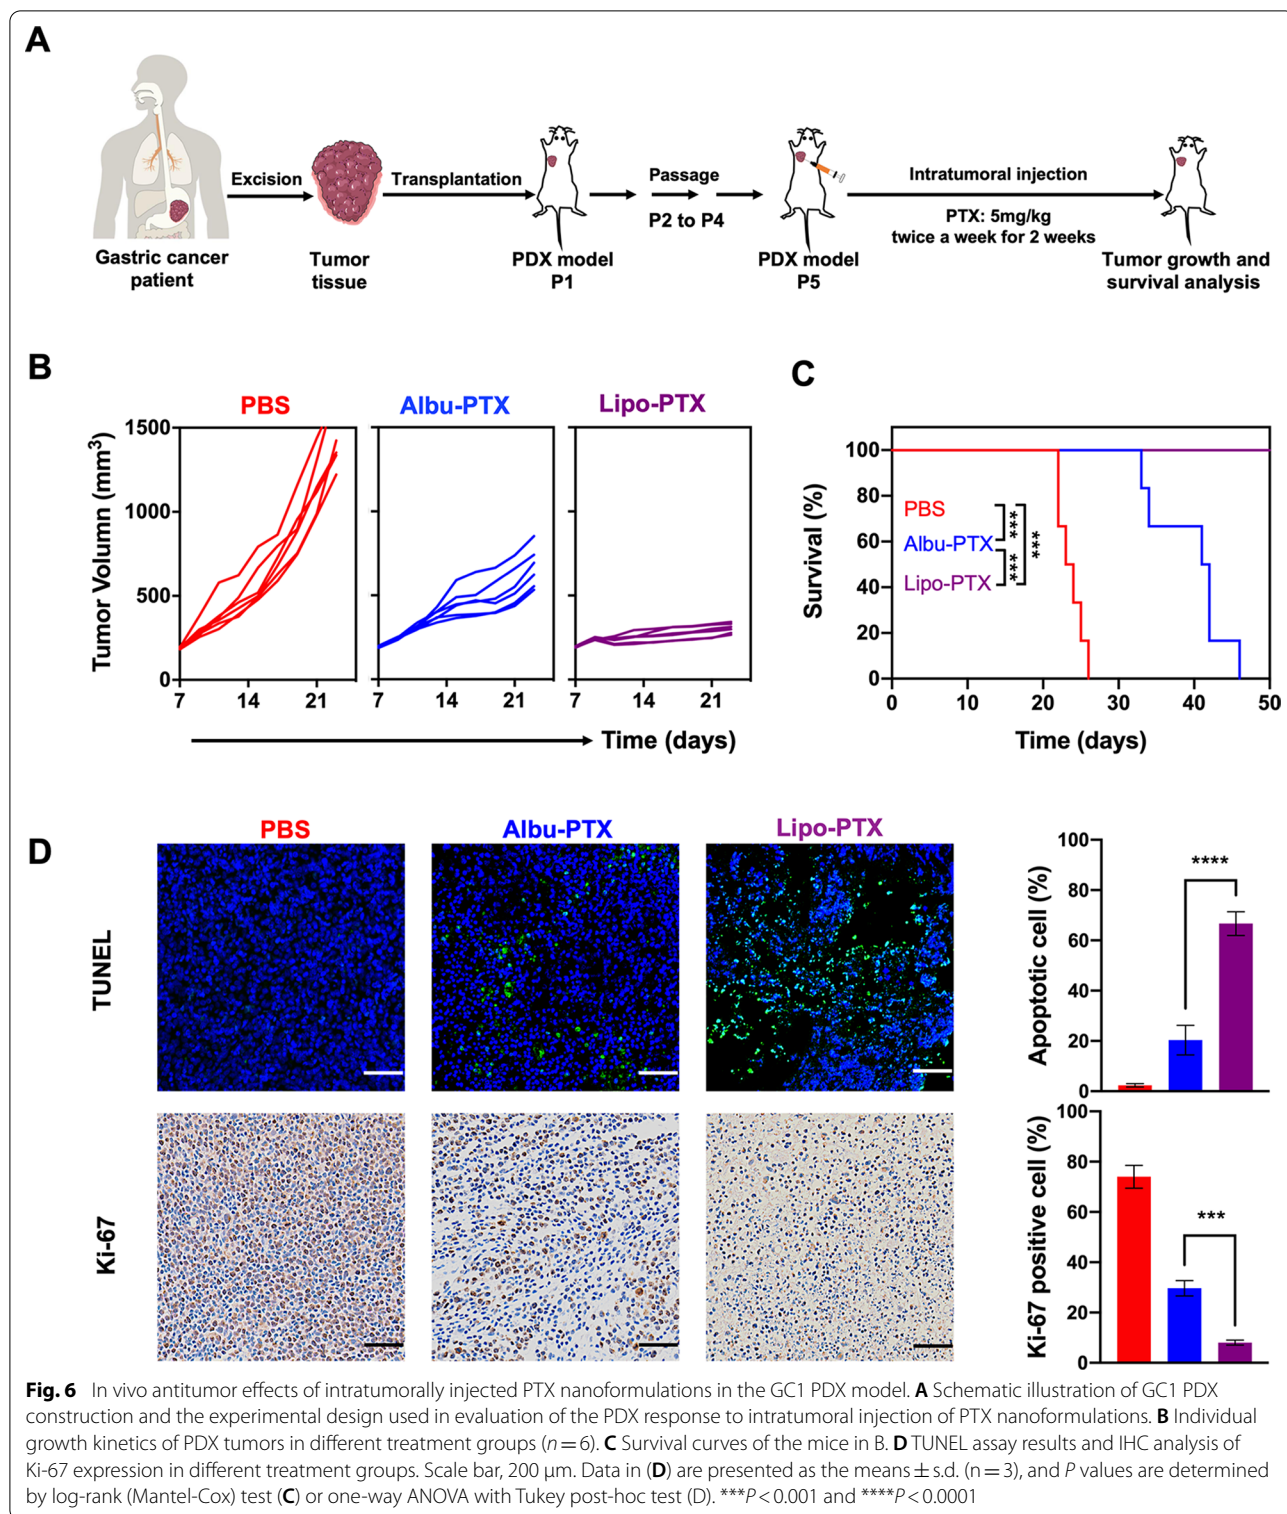 A
Excision
Transplantation
Passage
P2 to P4
Intratumoral injection
PTX: 5mg/kg
twice a week for 2 weeks
Gastric cancer
patient
Tumor
tissue
PDX model
P1
PDX model
P5
Tumor growth and
survival analysis
B
PBS
Albu-PTX
Lipo-PTX
Tumor Volumn (mm³)
1500
1000
500
0
7
14
21
7
14
21
7
14
21
Time (days)
C
Survival (%)
100
80
60
40
20
0
PBS
Albu-PTX
Lipo-PTX
***
***
***
0
10
20
30
40
50
Time (days)
D
PBS
Albu-PTX
Lipo-PTX
TUNEL
Ki-67
Apoptotic cell (%)
100
80
60
40
20
0
****
Ki-67 positive cell (%)
100
80
60
40
20
0
***
Fig. 6 In vivo antitumor effects of intratumorally injected PTX nanoformulations in the GC1 PDX model. A Schematic illustration of GC1 PDX
construction and the experimental design used in evaluation of the PDX response to intratumoral injection of PTX nanoformulations. B Individual
growth kinetics of PDX tumors in different treatment groups (n = 6). C Survival curves of the mice in B. D TUNEL assay results and IHC analysis of
Ki-67 expression in different treatment groups. Scale bar, 200 μm. Data in (D) are presented as the means ± s.d. (n = 3), and P values are determined
by log-rank (Mantel-Cox) test (C) or one-way ANOVA with Tukey post-hoc test (D). ***P < 0.001 and ****P < 0.0001